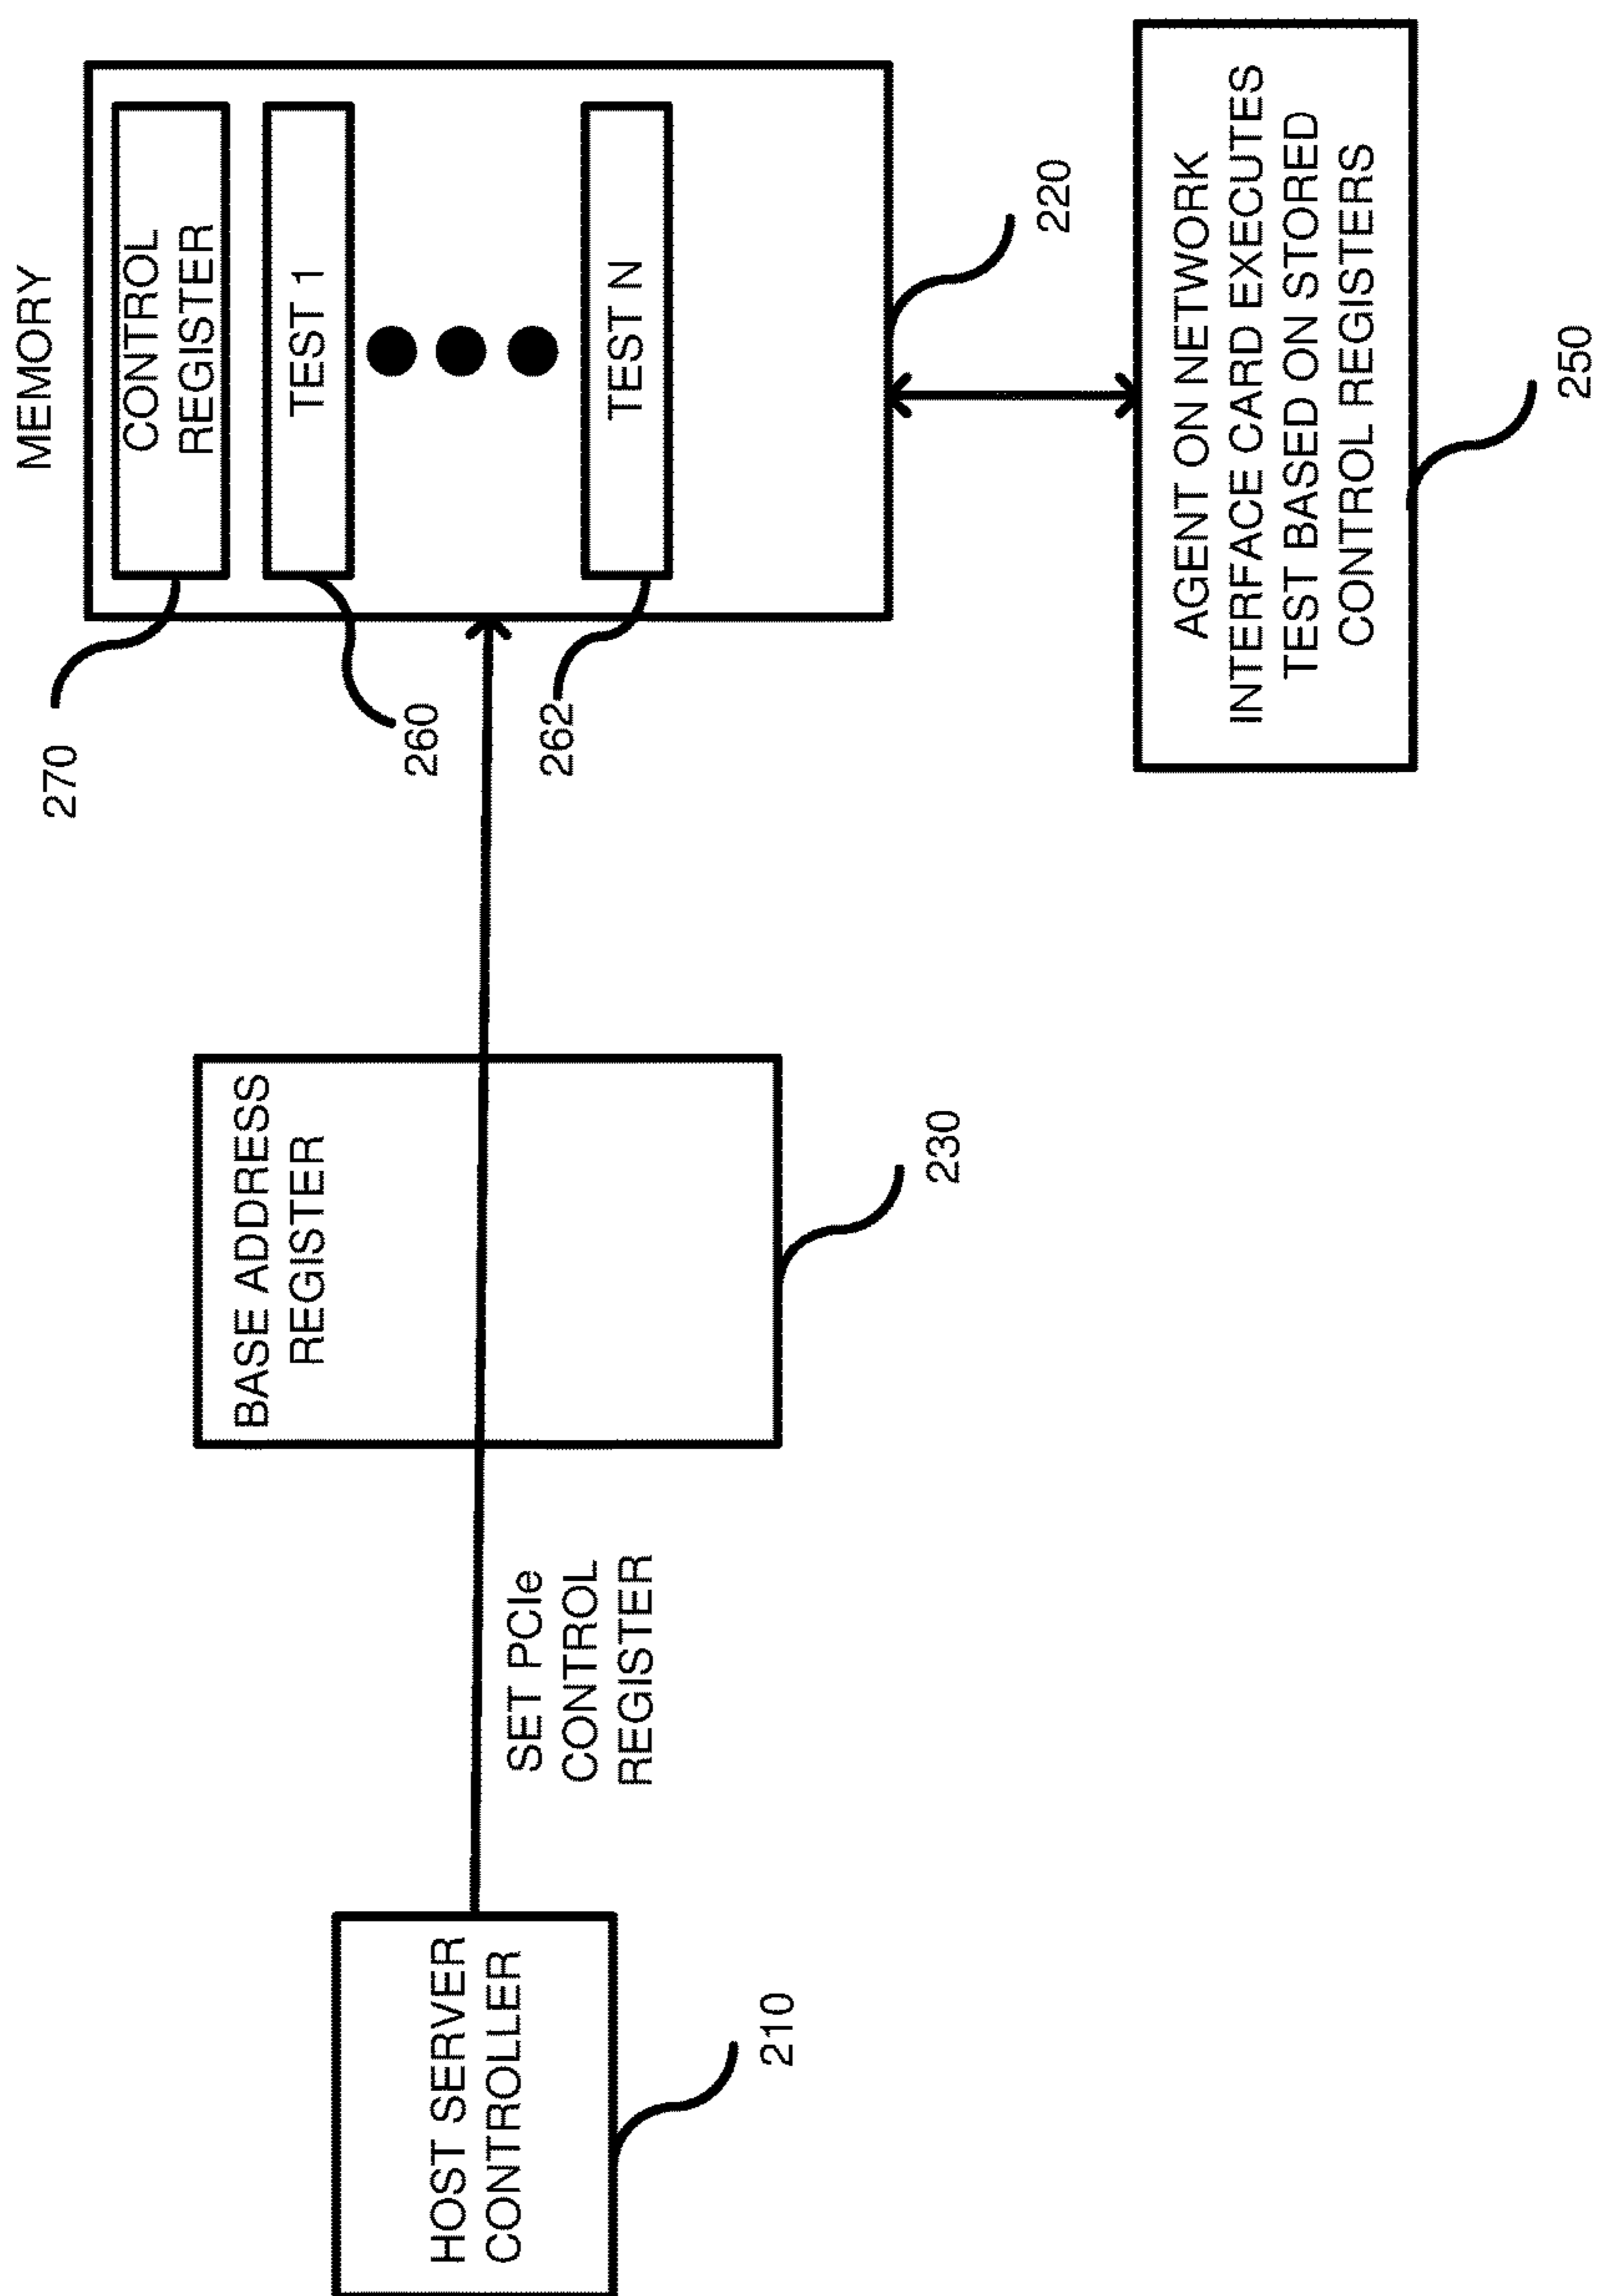 MEMORY
CONTROL
REGISTER
TEST 1
TEST N
270
260
262
220
BASE ADDRESS
REGISTER
230
SET PCIe
CONTROL
REGISTER
HOST SERVER
CONTROLLER
210
AGENT ON NETWORK
INTERFACE CARD EXECUTES
TEST BASED ON STORED
CONTROL REGISTERS
250